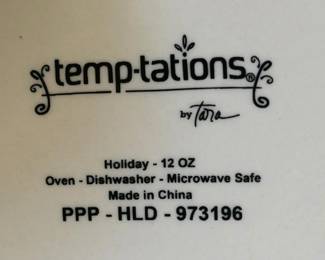 temp-tations®
by Tara
Holiday - 12 OZ
Oven - Dishwasher - Microwave Safe
Made in China
PPP - HLD - 973196